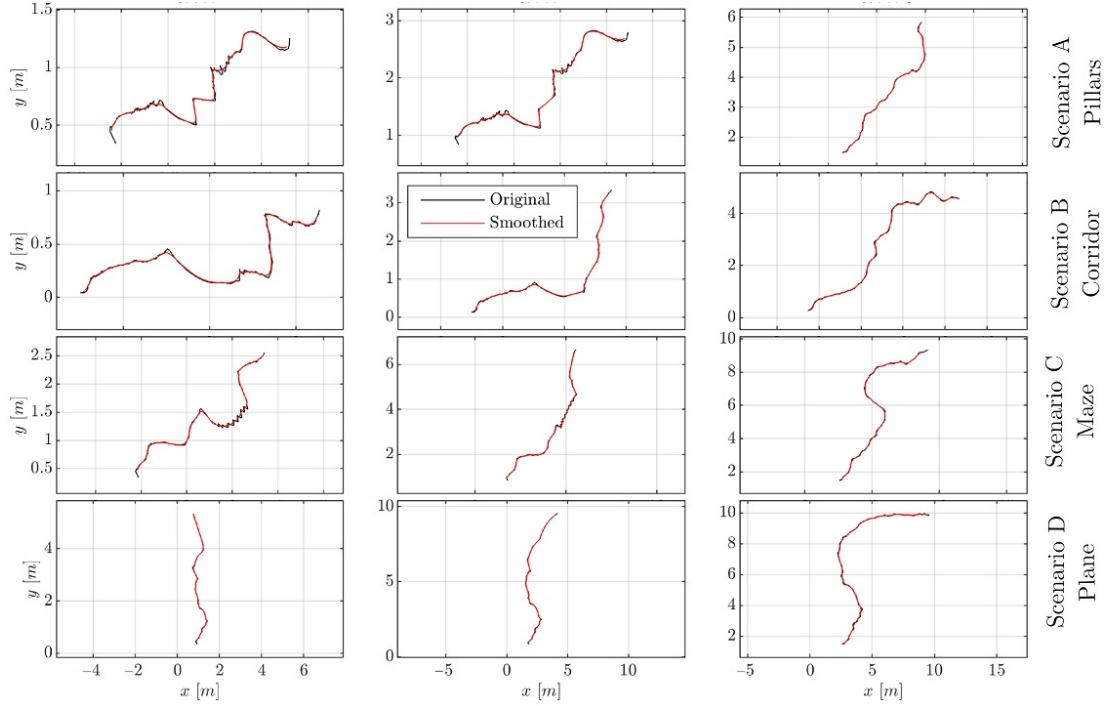 1.5
1
0.5
y [m]
3
2
1
6
5
4
3
2
Scenario A
Pillars
1
0.5
0
y [m]
3
2
1
0
Original
Smoothed
4
2
0
Scenario B
Corridor
2.5
2
1.5
1
0.5
y [m]
6
4
2
10
8
6
4
2
Scenario C
Maze
4
2
0
y [m]
−4 −2 0 2 4 6
x [m]
10
5
0
0 5 10
x [m]
10
8
6
4
2
−5 0 5 10 15
x [m]
Scenario D
Plane